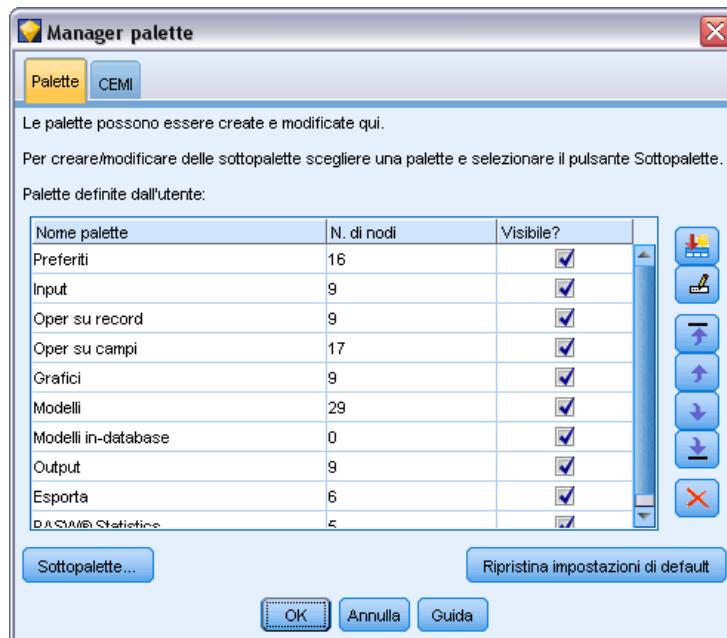 Manager palette
Palette CEMI
Le palette possono essere create e modificate qui.
Per creare/modificare delle sottopalette scegliere una palette e selezionare il pulsante Sottopalette.
Palette definite dall'utente:
Nome palette N. di nodi Visibile?
Preferiti 16
Input 9
Oper su record 9
Oper su campi 17
Grafici 9
Modelli 29
Modelli in-database 0
Output 9
Esporta 6
PASW® Statistics 5
Sottopalette... Ripristina impostazioni di default
OK Annulla Guida